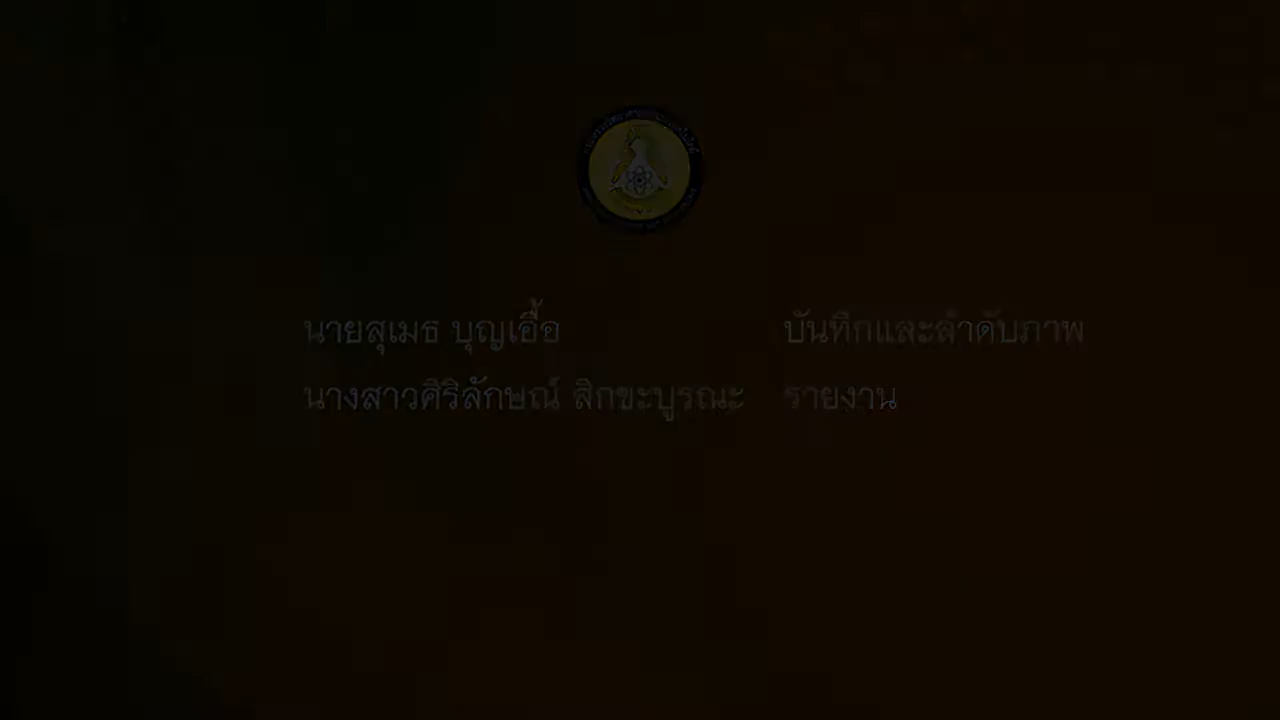 นายสุเมธ บุญเอื้อ บันทึกและลำดับภาพ
นางสาวศิริลักษณ์ สิกขะบูรณะ รายงาน